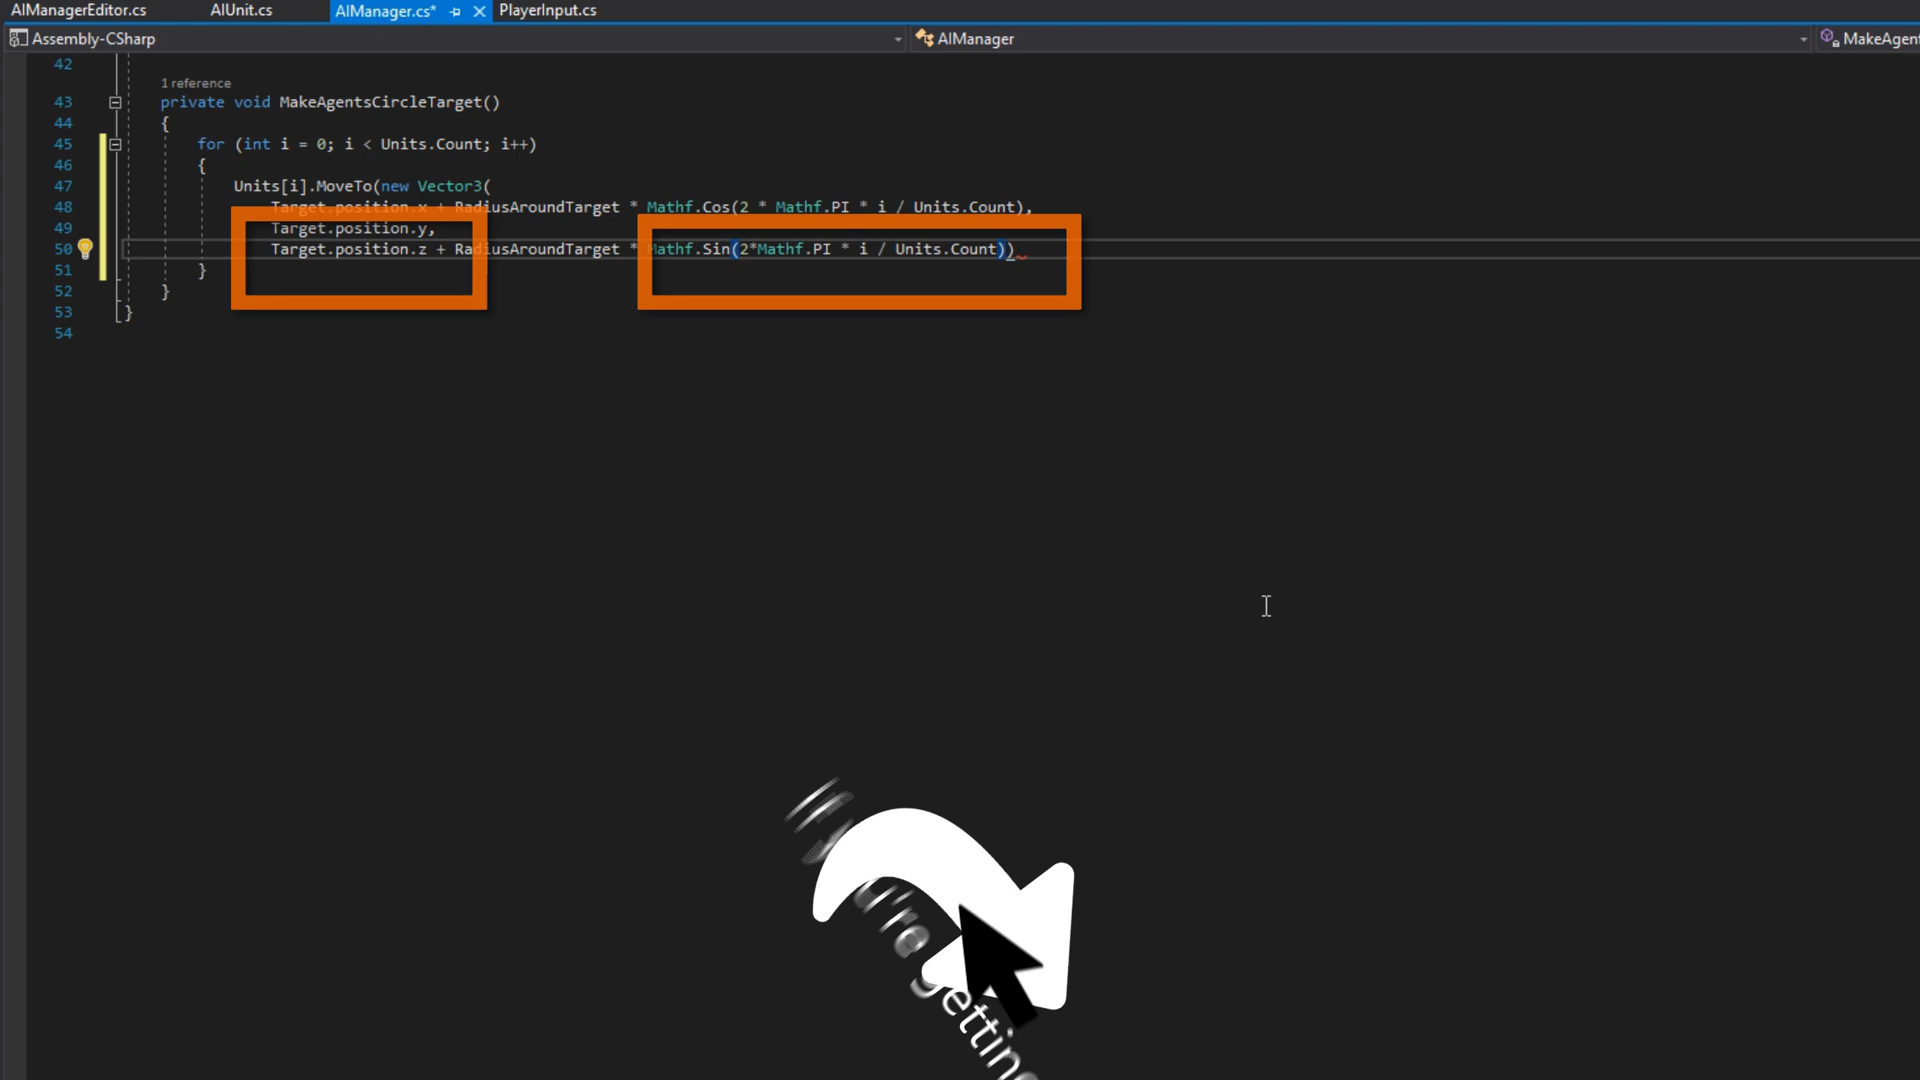 AIManagerEditor.cs AIUnit.cs AIManager.cs* PlayerInput.cs
Assembly-CSharp AIManager MakeAgent
42
1 reference
43 private void MakeAgentsCircleTarget()
44 {
45 for (int i = 0; i < Units.Count; i++)
46 {
47 Units[i].MoveTo(new Vector3(
48 Target.position.x + RadiusAroundTarget * Mathf.Cos(2 * Mathf.PI * i / Units.Count),
49 Target.position.y,
50 Target.position.z + RadiusAroundTarget * Mathf.Sin(2*Mathf.PI * i / Units.Count))
51 }
52 }
53 }
54